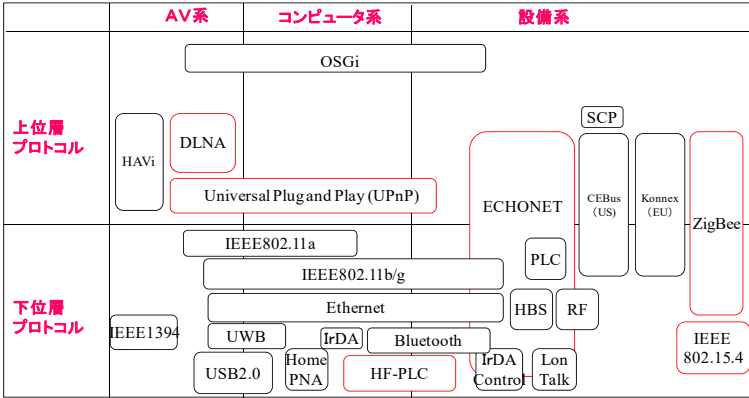 AV系
コンピュータ系
設備系
OSGi
上位層
プロトコル
HAVi
DLNA
Universal Plug and Play (UPnP)
SCP
ECHONET
CEBus
(US)
Konnex
(EU)
ZigBee
下位層
プロトコル
IEEE802.11a
IEEE802.11b/g
Ethernet
PLC
HBS
RF
IEEE1394
UWB
IrDA
Bluetooth
USB2.0
Home
PNA
HF-PLC
IrDA
Control
Lon
Talk
IEEE
802.15.4